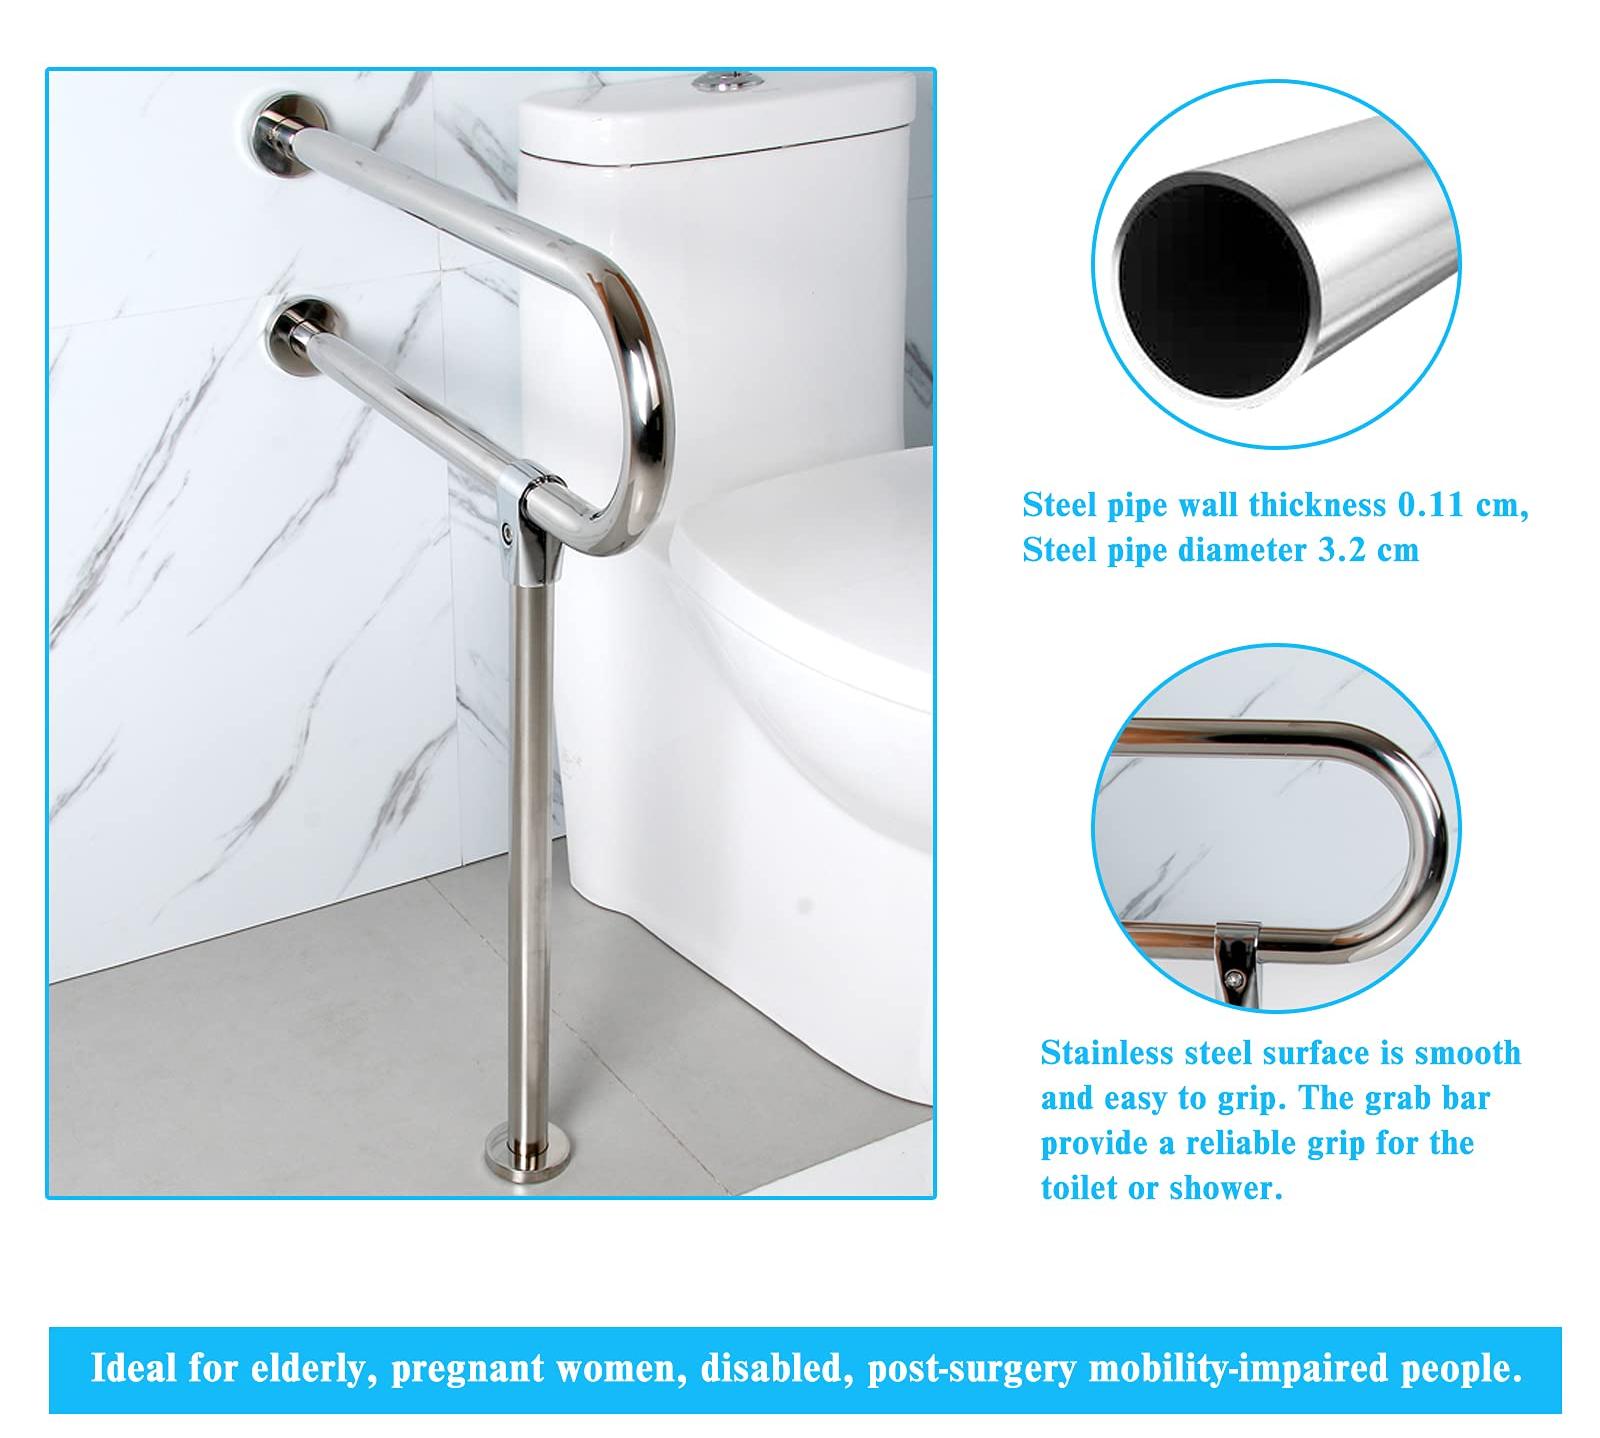 Steel pipe wall thickness 0.11 cm,
Steel pipe diameter 3.2 cm
Stainless steel surface is smooth
and easy to grip. The grab bar
provide a reliable grip for the
toilet or shower.
Ideal for elderly, pregnant women, disabled, post-surgery mobility-impaired people.